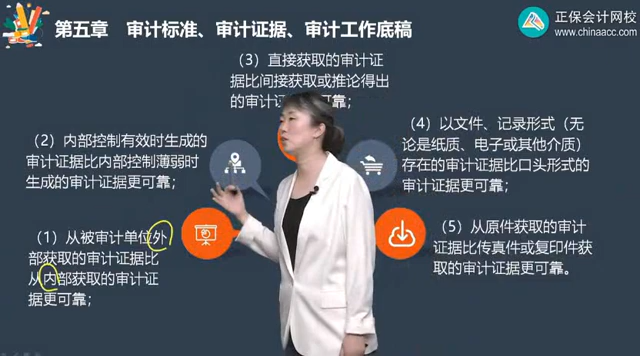 第五章 审计标准、审计证据、审计工作底稿
正保会计网校
www.chinaacc.com
（3）直接获取的审计证
据比间接获取或推论得出
的审计证据更可靠；
（2）内部控制有效时生成的
审计证据比内部控制薄弱时
生成的审计证据更可靠；
（4）以文件、记录形式（无
论是纸质、电子或其他介质）
存在的审计证据比口头形式的
审计证据更可靠；
（1）从被审计单位外
部获取的审计证据比
从内部获取的审计证
据更可靠；
（5）从原件获取的审计
证据比传真件或复印件获
取的审计证据更可靠。